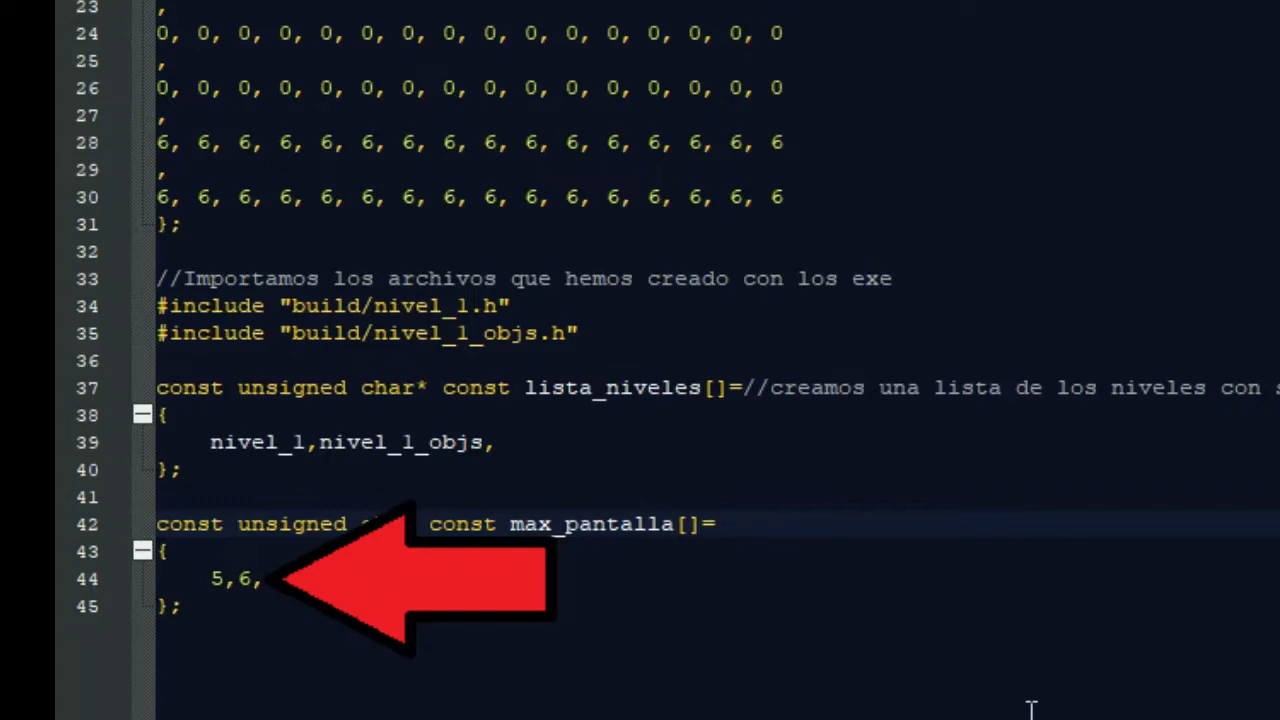 23 ,
24 0, 0, 0, 0, 0, 0, 0, 0, 0, 0, 0, 0, 0, 0, 0, 0
25 ,
26 0, 0, 0, 0, 0, 0, 0, 0, 0, 0, 0, 0, 0, 0, 0, 0
27 ,
28 6, 6, 6, 6, 6, 6, 6, 6, 6, 6, 6, 6, 6, 6, 6, 6
29 ,
30 6, 6, 6, 6, 6, 6, 6, 6, 6, 6, 6, 6, 6, 6, 6, 6
31 };
32
33 //Importamos los archivos que hemos creado con los exe
34 #include "build/nivel_1.h"
35 #include "build/nivel_1_objs.h"
36
37 const unsigned char* const lista_niveles[]=//creamos una lista de los niveles con
38 {
39 nivel_1,nivel_1_objs,
40 };
41
42 const unsigned const max_pantalla[]=
43 {
44 5,6,
45 };